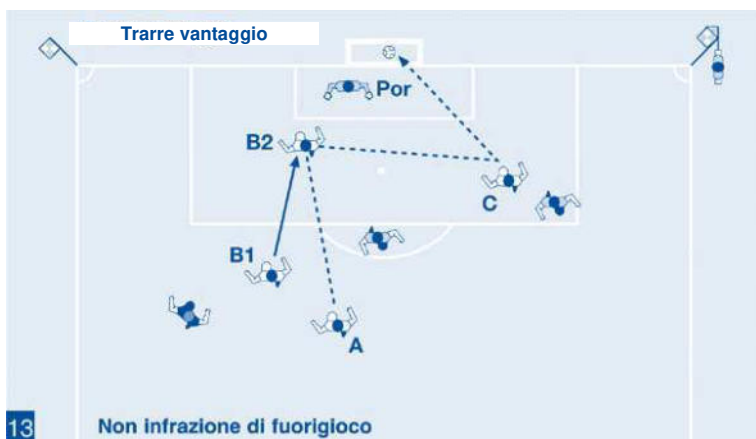 Trarre vantaggio
Por
B2
C
B1
A
13
Non infrazione di fuorigioco